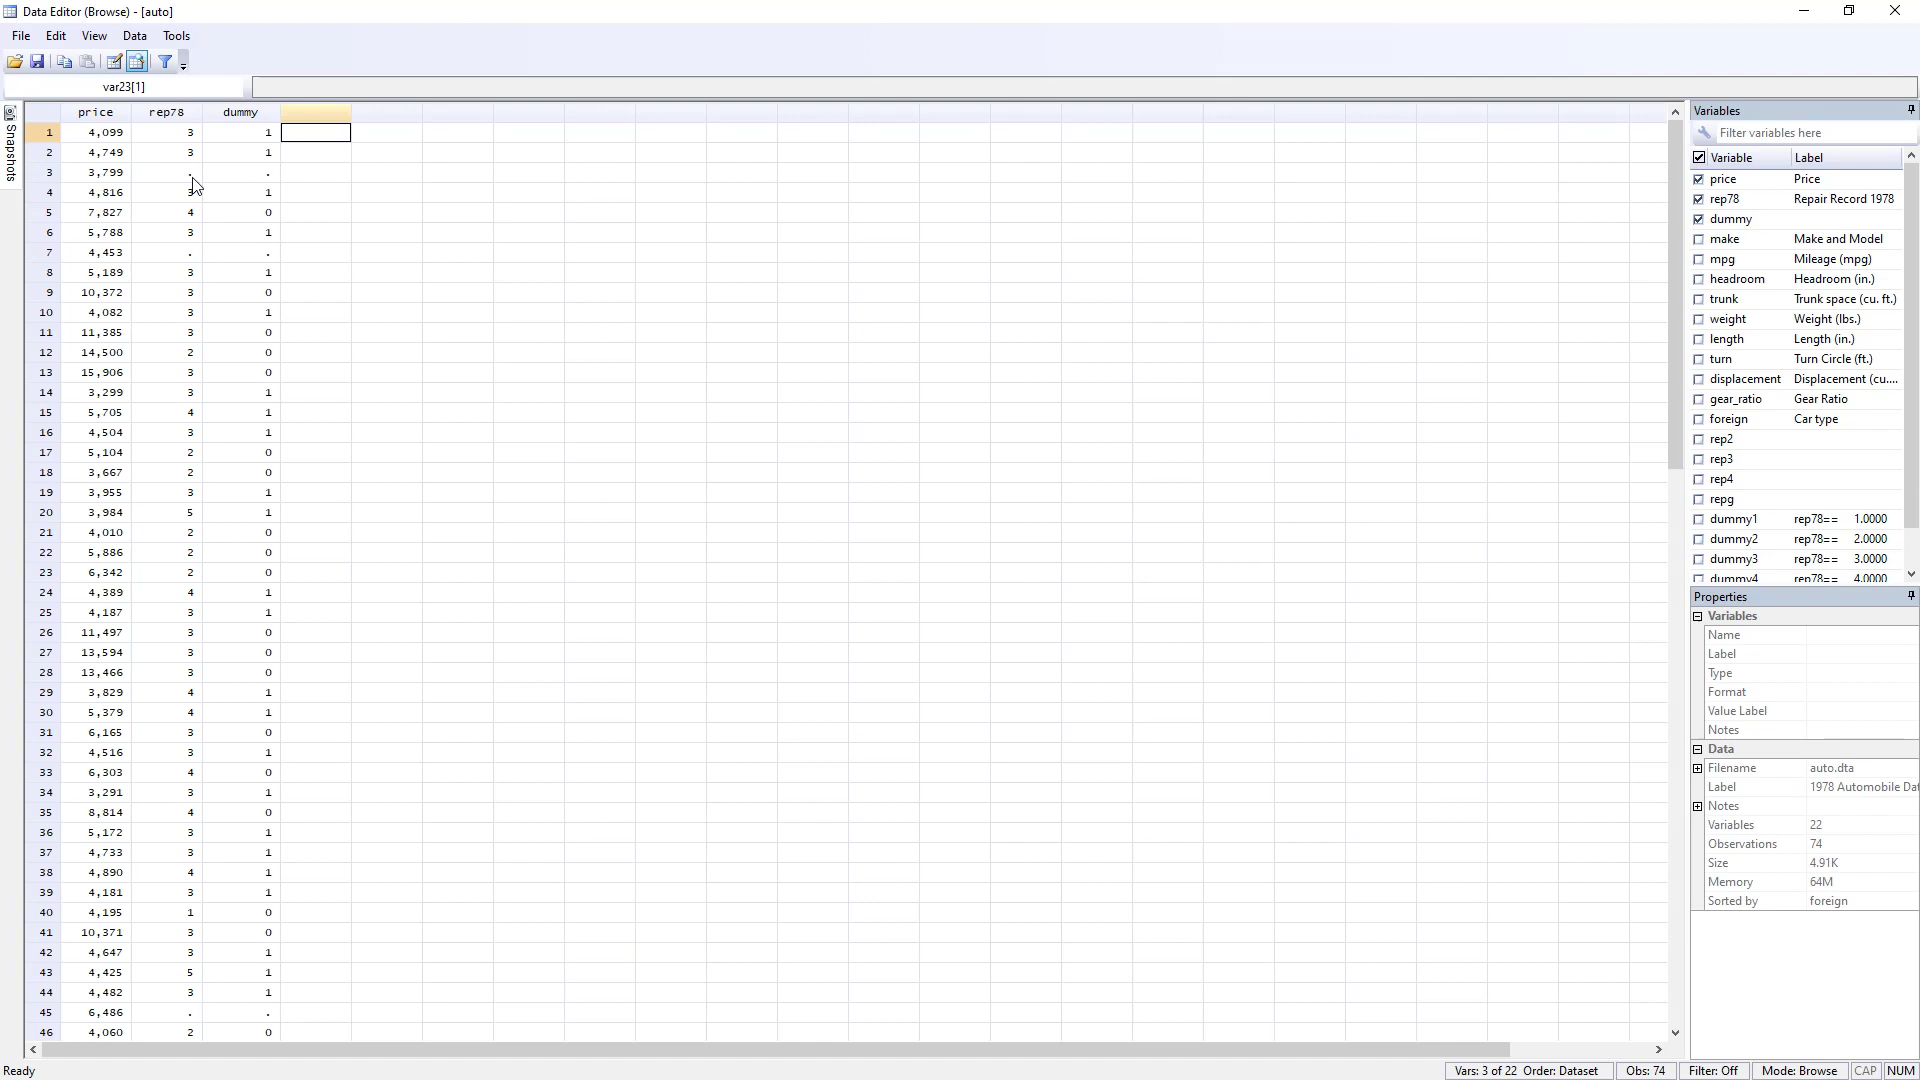 Data Editor (Browse) - [auto]
File Edit View Data Tools
var23[1]
Snapshots
price rep78 dummy
1 4,099 3 1
2 4,749 3 1
3 3,799 . .
4 4,816 3 1
5 7,827 4 0
6 5,788 3 1
7 4,453 . .
8 5,189 3 1
9 10,372 3 0
10 4,082 3 1
11 11,385 3 0
12 14,500 2 0
13 15,906 3 0
14 3,299 3 1
15 5,705 4 1
16 4,504 3 1
17 5,104 2 0
18 3,667 2 0
19 3,955 3 1
20 3,984 5 1
21 4,010 2 0
22 5,886 2 0
23 6,342 2 0
24 4,389 4 1
25 4,187 3 1
26 11,497 3 0
27 13,594 3 0
28 13,466 3 0
29 3,829 4 1
30 5,379 4 1
31 6,165 3 0
32 4,516 3 1
33 6,303 4 0
34 3,291 3 1
35 8,814 4 0
36 5,172 3 1
37 4,733 3 1
38 4,890 4 1
39 4,181 3 1
40 4,195 1 0
41 10,371 3 0
42 4,647 3 1
43 4,425 5 1
44 4,482 3 1
45 6,486 . .
46 4,060 2 0
Variables
Filter variables here
Variable Label
price Price
rep78 Repair Record 1978
dummy
make Make and Model
mpg Mileage (mpg)
headroom Headroom (in.)
trunk Trunk space (cu. ft.)
weight Weight (lbs.)
length Length (in.)
turn Turn Circle (ft.)
displacement Displacement (cu....
gear_ratio Gear Ratio
foreign Car type
rep2
rep3
rep4
repg
dummy1 rep78== 1.0000
dummy2 rep78== 2.0000
dummy3 rep78== 3.0000
dummy4 rep78== 4.0000
Properties
Variables
Name
Label
Type
Format
Value Label
Notes
Data
Filename auto.dta
Label 1978 Automobile Dat
Notes
Variables 22
Observations 74
Size 4.91K
Memory 64M
Sorted by foreign
Ready
Vars: 3 of 22 Order: Dataset Obs: 74 Filter: Off Mode: Browse CAP NUM